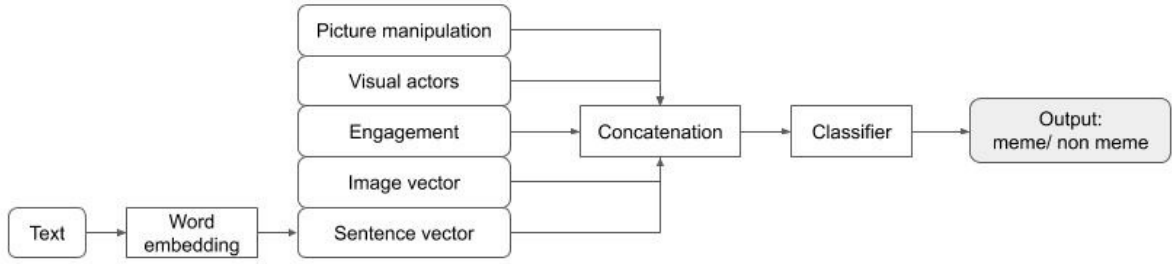 Picture manipulation
Visual actors
Engagement
Image vector
Sentence vector
Text
Word
embedding
Concatenation
Classifier
Output:
meme/ non meme